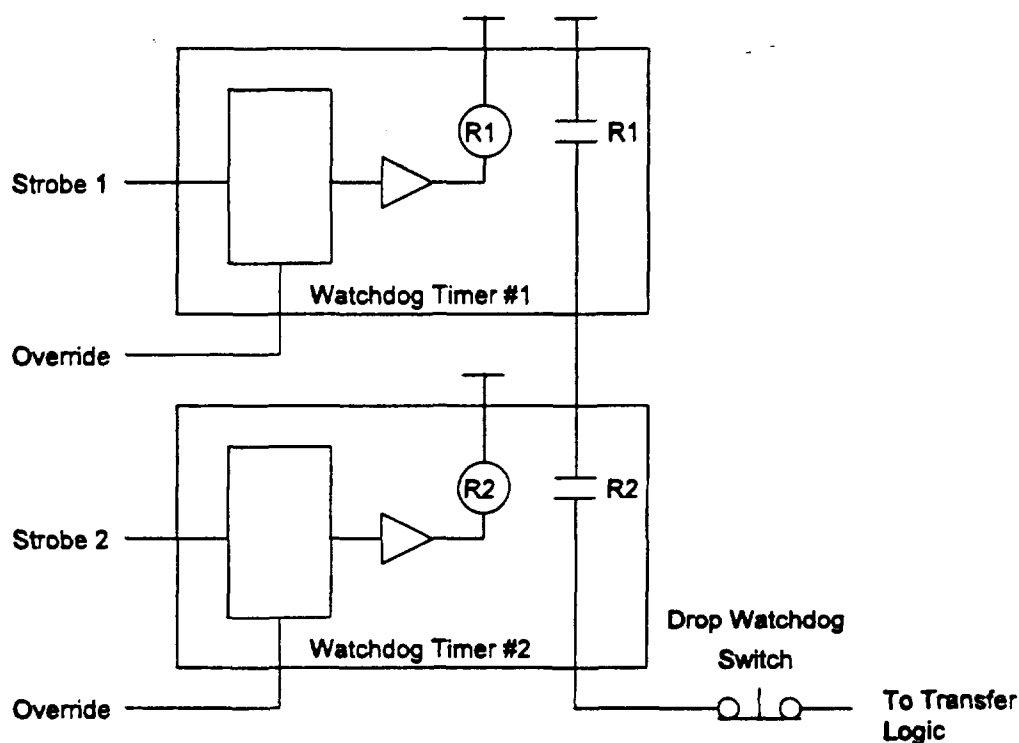 R1
R1
Strobe 1
Watchdog Timer #1
Override
R2
R2
Strobe 2
Drop Watchdog
Switch
Watchdog Timer #2
Override
To Transfer
Logic